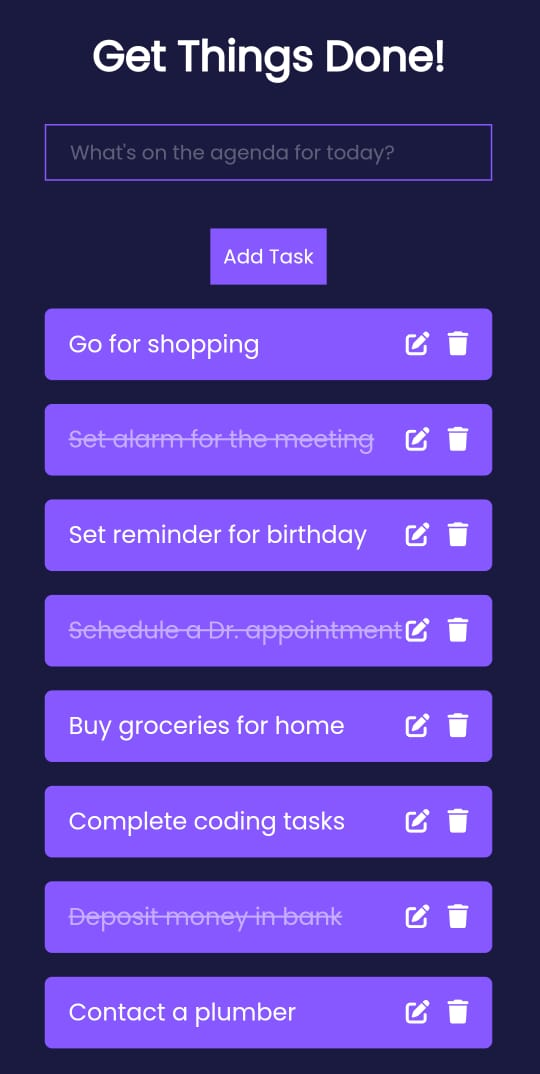 Get Things Done!
What's on the agenda for today?
Add Task
Go for shopping
Set alarm for the meeting
Set reminder for birthday
Schedule a Dr. appointment
Buy groceries for home
Complete coding tasks
Deposit money in bank
Contact a plumber